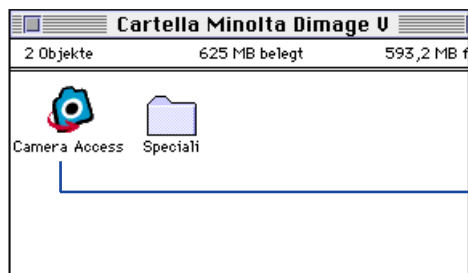 Cartella Minolta Dimage V
2 Objekte 625 MB belegt 593,2 MB f
Camera Access Speciali